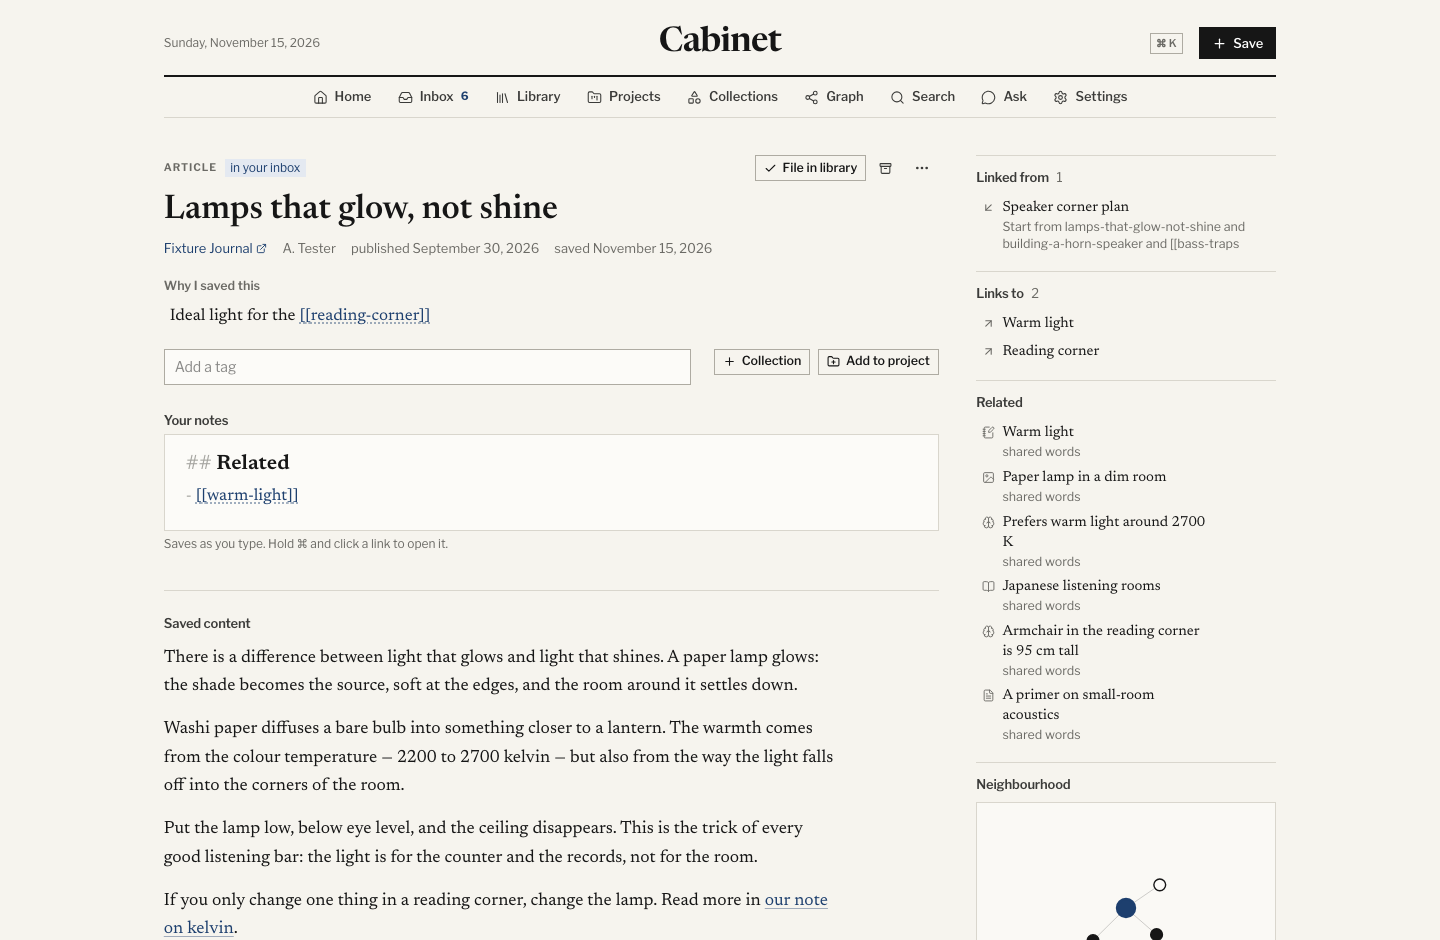 Sunday, November 15, 2026
Cabinet
⌘ K
+ Save
Home
Inbox 6
Library
Projects
Collections
Graph
Search
Ask
Settings
ARTICLE in your inbox
File in library
Lamps that glow, not shine
Fixture Journal A. Tester published September 30, 2026 saved November 15, 2026
Why I saved this
Ideal light for the [[reading-corner]]
Add a tag
+ Collection
Add to project
Your notes
## Related
- [[warm-light]]
Saves as you type. Hold ⌘ and click a link to open it.
Saved content
There is a difference between light that glows and light that shines. A paper lamp glows:
the shade becomes the source, soft at the edges, and the room around it settles down.
Washi paper diffuses a bare bulb into something closer to a lantern. The warmth comes
from the colour temperature — 2200 to 2700 kelvin — but also from the way the light falls
off into the corners of the room.
Put the lamp low, below eye level, and the ceiling disappears. This is the trick of every
good listening bar: the light is for the counter and the records, not for the room.
If you only change one thing in a reading corner, change the lamp. Read more in our note
on kelvin.
Linked from 1
Speaker corner plan
Start from lamps-that-glow-not-shine and
building-a-horn-speaker and [[bass-traps
Links to 2
Warm light
Reading corner
Related
Warm light
shared words
Paper lamp in a dim room
shared words
Prefers warm light around 2700
K
shared words
Japanese listening rooms
shared words
Armchair in the reading corner
is 95 cm tall
shared words
A primer on small-room
acoustics
shared words
Neighbourhood